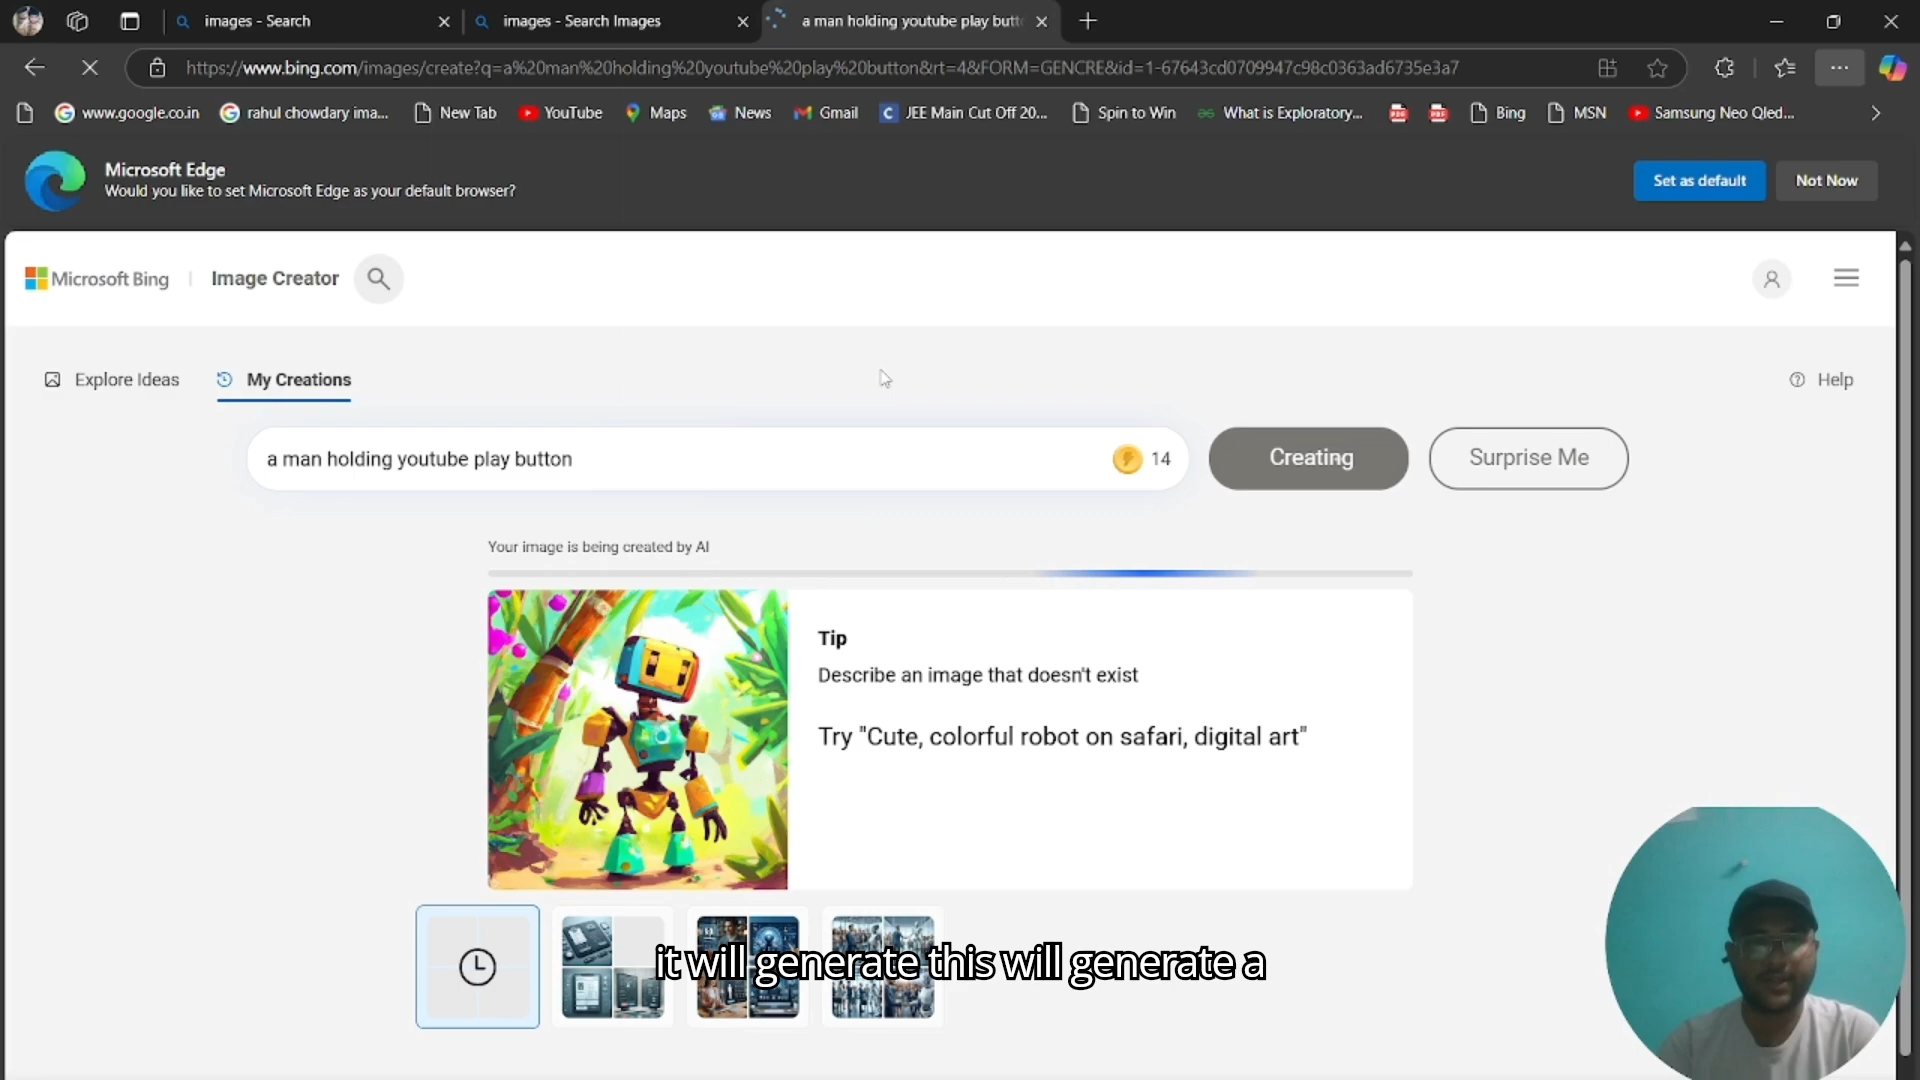 images - Search
images - Search Images
a man holding youtube play butt
https://www.bing.com/images/create?q=a%20man%20holding%20youtube%20play%20button&rt=4&FORM=GENCRE&id=1-67643cd0709947c98c0363ad6735e3a7
www.google.co.in
rahul chowdary ima...
New Tab
YouTube
Maps
News
Gmail
JEE Main Cut Off 20...
Spin to Win
What is Exploratory...
Bing
MSN
Samsung Neo Qled...
Microsoft Edge
Would you like to set Microsoft Edge as your default browser?
Set as default
Not Now
Microsoft Bing
Image Creator
Explore Ideas
My Creations
Help
a man holding youtube play button
14
Creating
Surprise Me
Your image is being created by AI
Tip
Describe an image that doesn't exist
Try "Cute, colorful robot on safari, digital art"
it will generate this will generate a